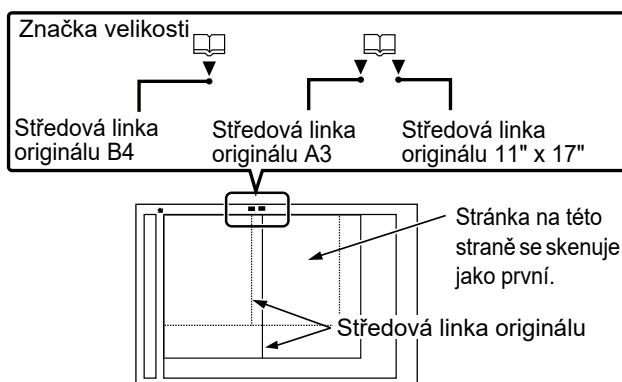 Značka velikosti
Středová linka
originálu B4
Středová linka
originálu A3
Středová linka
originálu 11" x 17"
Stránka na této
straně se skenuje
jako první.
Středová linka originálu